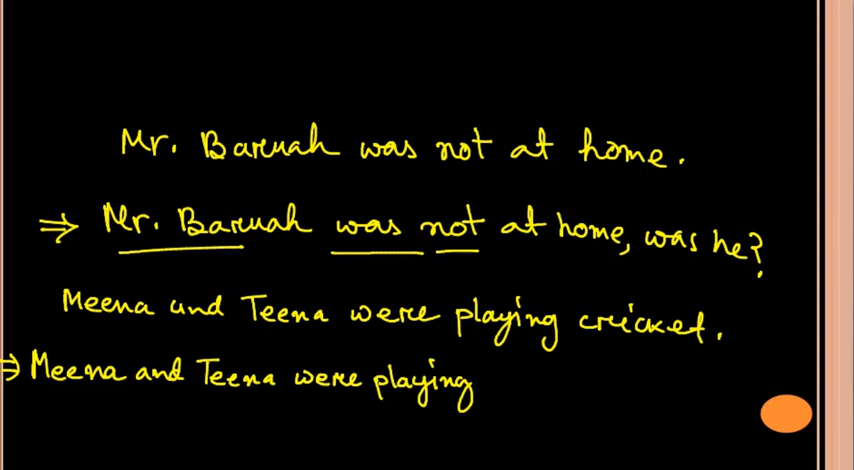 Mr. Baruah was not at home.
⇒ Mr. Baruah was not at home, was he?
Meena and Teena were playing cricket.
⇒ Meena and Teena were playing